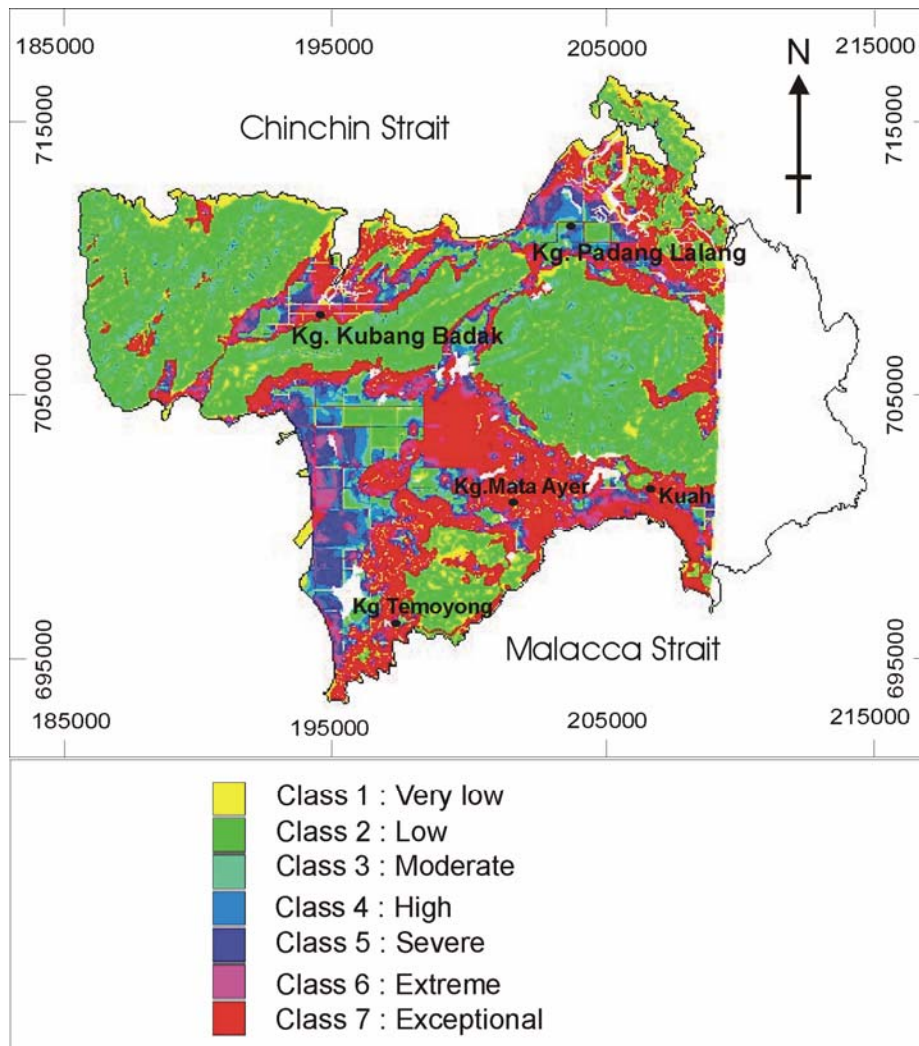 185000
195000
205000
215000
N
715000
715000
Chinchin Strait
Kg. Padang Lalang
Kg. Kubang Badak
705000
705000
Kg.Mata Ayer
Kuah
Kg Temoyong
Malacca Strait
695000
695000
185000
195000
205000
215000
Class 1 : Very low
Class 2 : Low
Class 3 : Moderate
Class 4 : High
Class 5 : Severe
Class 6 : Extreme
Class 7 : Exceptional